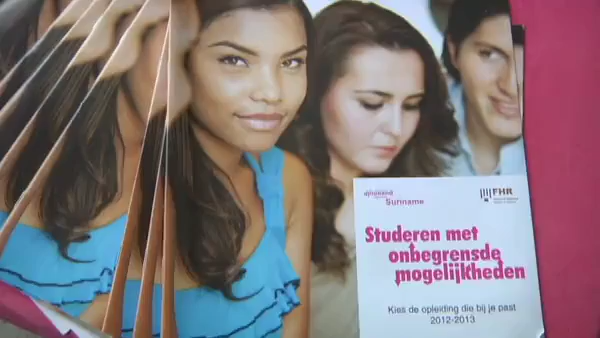 Suriname
FHR
Studeren met
onbegrensde
mogelijkheden
Kies de opleiding die bij je past
2012-2013